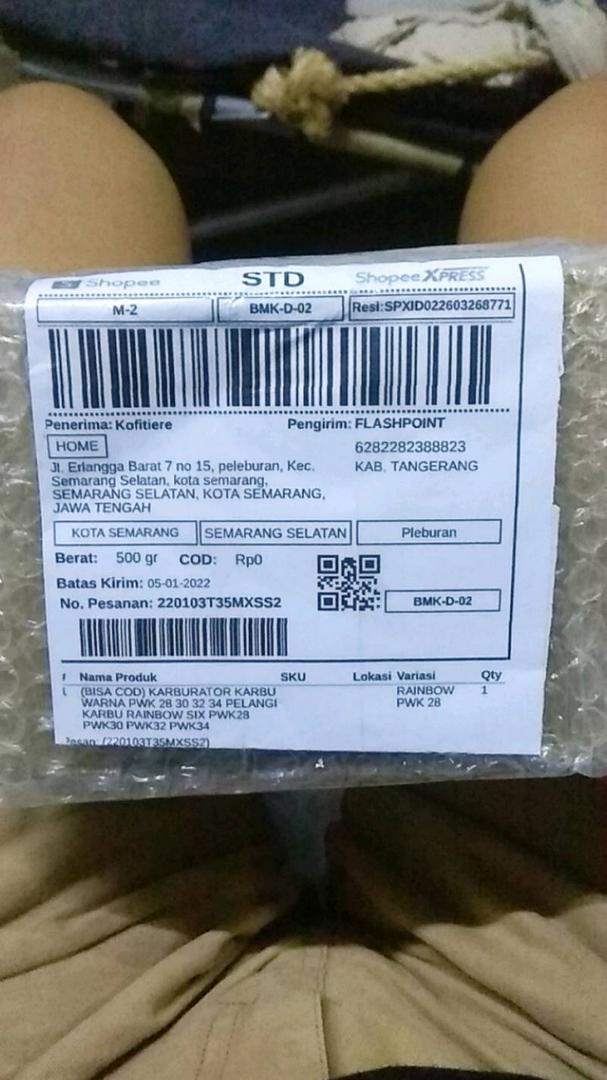 Shopee STD Shopee XPRESS
M-2 BMK-D-02 Resi:SPXID022603268771
Penerima: Kofitiere Pengirim: FLASHPOINT
HOME 6282282388823
Jl. Erlangga Barat 7 no 15, peleburan, Kec. KAB. TANGERANG
Semarang Selatan, kota semarang,
SEMARANG SELATAN, KOTA SEMARANG,
JAWA TENGAH
KOTA SEMARANG SEMARANG SELATAN Pleburan
Berat: 500 gr COD: Rp0
Batas Kirim: 05-01-2022
No. Pesanan: 220103T35MXSS2 BMK-D-02
Nama Produk SKU Lokasi Variasi Qty
(BISA COD) KARBURATOR KARBU RAINBOW 1
WARNA PWK 28 30 32 34 PELANGI PWK 28
KARBU RAINBOW SIX PWK28
PWK30 PWK32 PWK34
Pesan: (220103T35MXSS2)